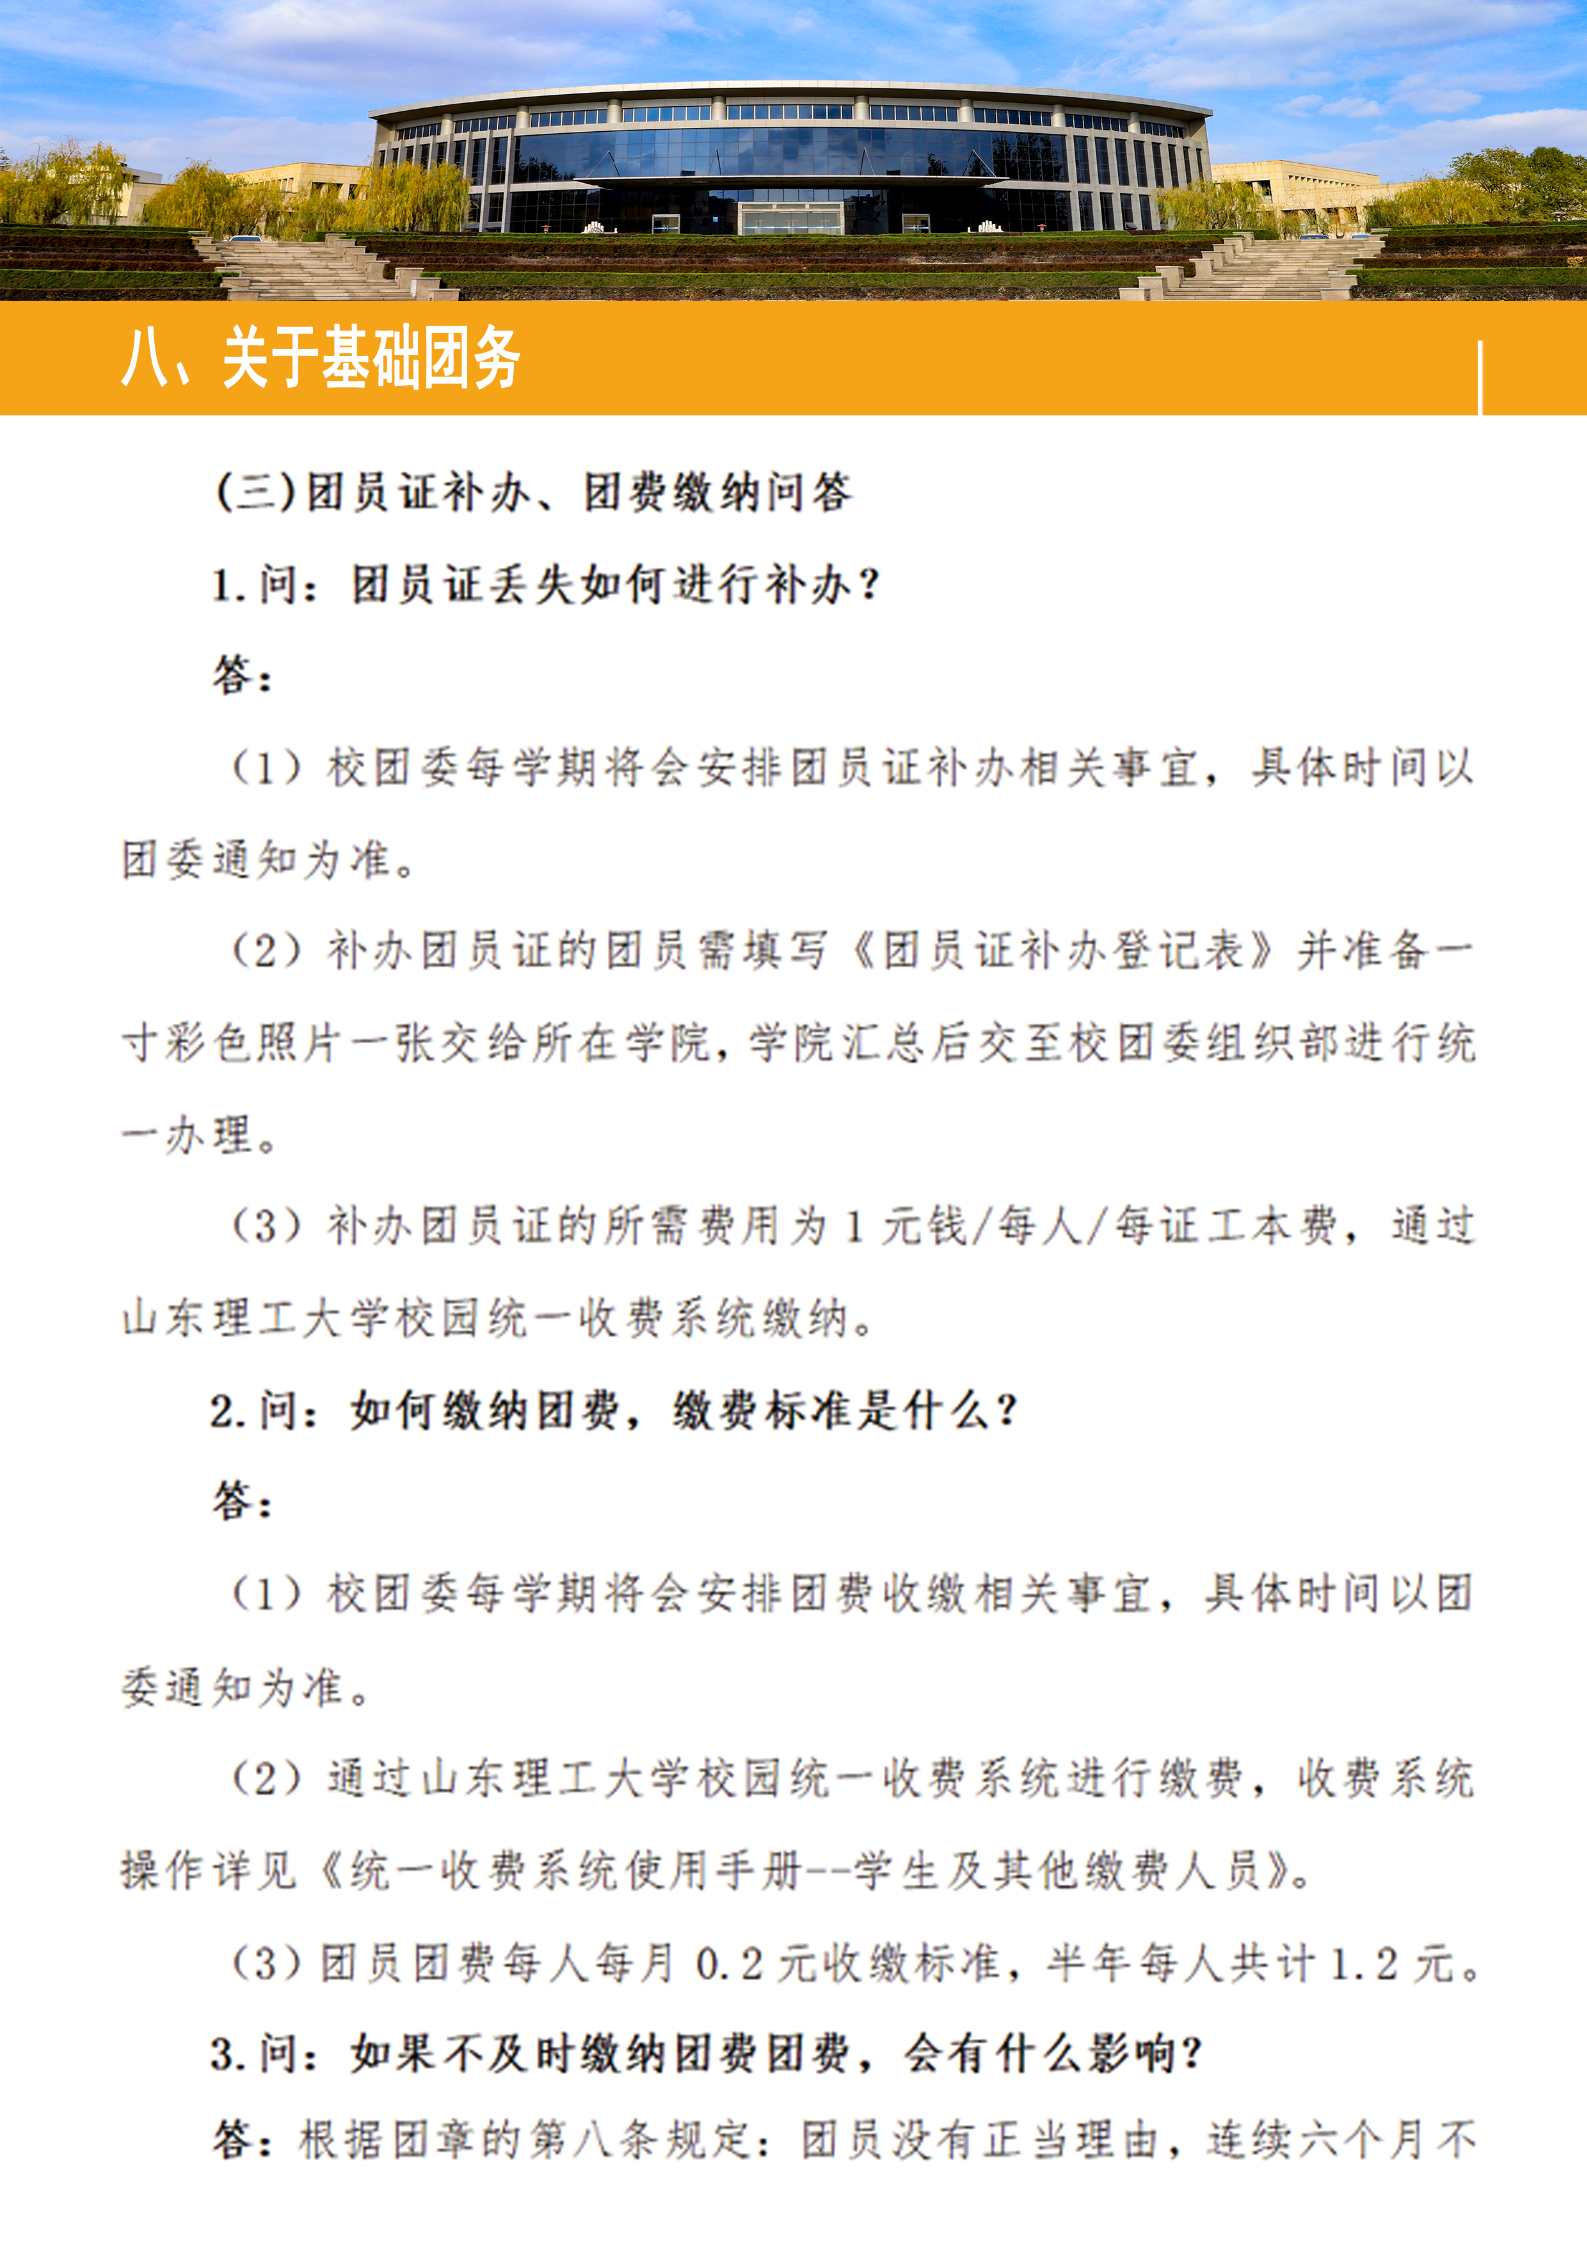 八、关于基础团务
(三)团员证补办、团费缴纳问答
1.问：团员证丢失如何进行补办？
答：
（1）校团委每学期将会安排团员证补办相关事宜，具体时间以
团委通知为准。
（2）补办团员证的团员需填写《团员证补办登记表》并准备一
寸彩色照片一张交给所在学院，学院汇总后交至校团委组织部进行统
一办理。
（3）补办团员证的所需费用为1元钱/每人/每证工本费，通过
山东理工大学校园统一收费系统缴纳。
2.问：如何缴纳团费，缴费标准是什么？
答：
（1）校团委每学期将会安排团费收缴相关事宜，具体时间以团
委通知为准。
（2）通过山东理工大学校园统一收费系统进行缴费，收费系统
操作详见《统一收费系统使用手册--学生及其他缴费人员》。
（3）团员团费每人每月0.2元收缴标准，半年每人共计1.2元。
3.问：如果不及时缴纳团费团费，会有什么影响？
答：根据团章的第八条规定：团员没有正当理由，连续六个月不